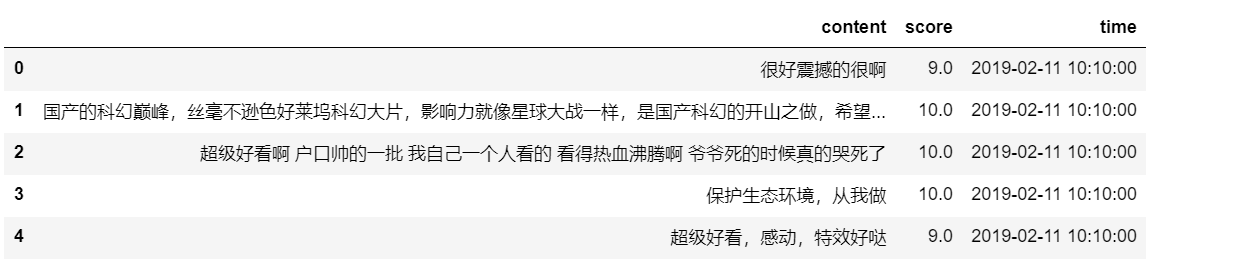 content score time
0 很好震撼的很啊 9.0 2019-02-11 10:10:00
1 国产的科幻巅峰，丝毫不逊色好莱坞科幻大片，影响力就像星球大战一样，是国产科幻的开山之做，希望... 10.0 2019-02-11 10:10:00
2 超级好看啊 户口帅的一批 我自己一个人看的 看得热血沸腾啊 爷爷死的时候真的哭死了 10.0 2019-02-11 10:10:00
3 保护生态环境，从我做 10.0 2019-02-11 10:10:00
4 超级好看，感动，特效好哒 9.0 2019-02-11 10:10:00